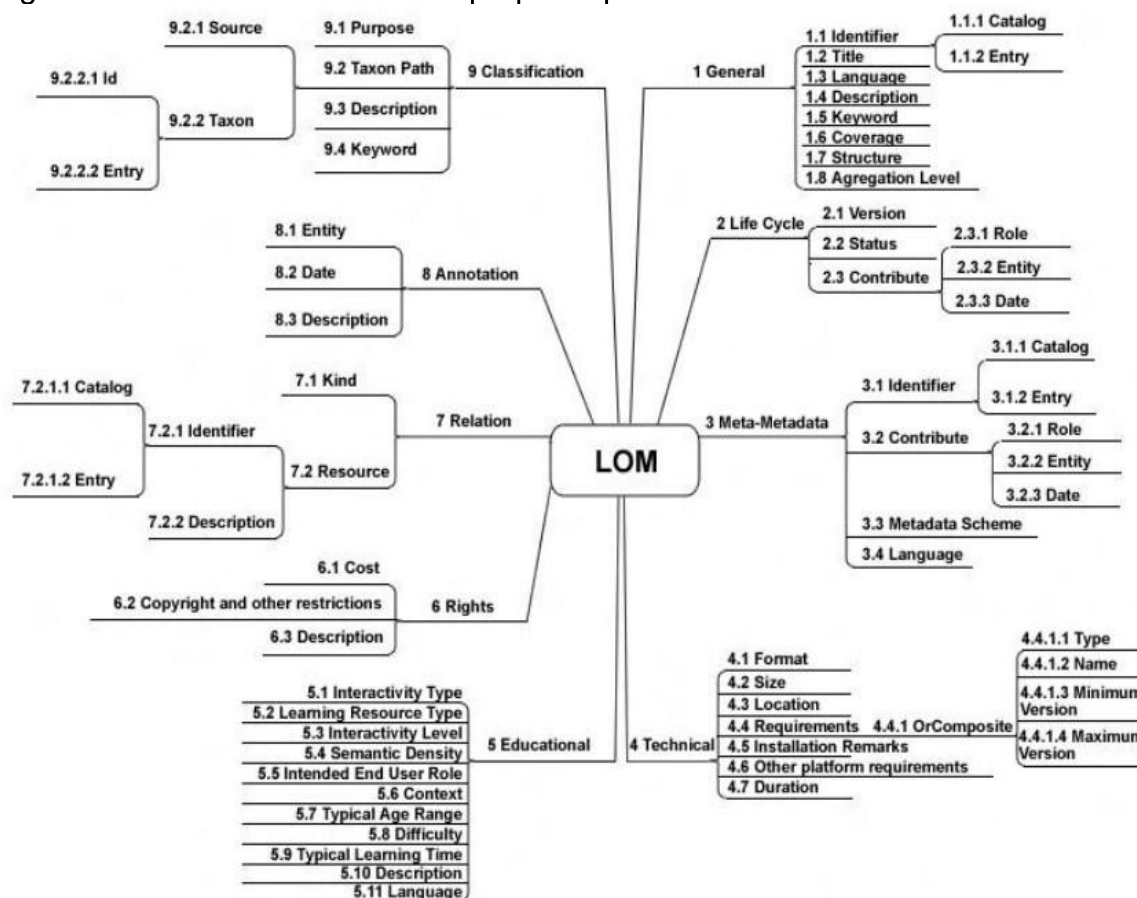 9.2.1 Source
9.1 Purpose
9.2 Taxon Path
9 Classification
9.3 Description
9.4 Keyword
9.2.2.1 Id
9.2.2 Taxon
9.2.2.2 Entry
1 General
1.1 Identifier
1.1.1 Catalog
1.1.2 Entry
1.2 Title
1.3 Language
1.4 Description
1.5 Keyword
1.6 Coverage
1.7 Structure
1.8 Agregation Level
2 Life Cycle
2.1 Version
2.2 Status
2.3 Contribute
2.3.1 Role
2.3.2 Entity
2.3.3 Date
8.1 Entity
8.2 Date
8 Annotation
8.3 Description
7.1 Kind
7 Relation
7.2 Resource
7.2.1.1 Catalog
7.2.1 Identifier
7.2.1.2 Entry
7.2.2 Description
LOM
3 Meta-Metadata
3.1 Identifier
3.1.1 Catalog
3.1.2 Entry
3.2 Contribute
3.2.1 Role
3.2.2 Entity
3.2.3 Date
3.3 Metadata Scheme
3.4 Language
6.1 Cost
6.2 Copyright and other restrictions
6 Rights
6.3 Description
5 Educational
5.1 Interactivity Type
5.2 Learning Resource Type
5.3 Interactivity Level
5.4 Semantic Density
5.5 Intended End User Role
5.6 Context
5.7 Typical Age Range
5.8 Difficulty
5.9 Typical Learning Time
5.10 Description
5.11 Language
4 Technical
4.1 Format
4.2 Size
4.3 Location
4.4 Requirements
4.4.1 OrComposite
4.4.1.1 Type
4.4.1.2 Name
4.4.1.3 Minimum
Version
4.4.1.4 Maximum
Version
4.5 Installation Remarks
4.6 Other platform requirements
4.7 Duration